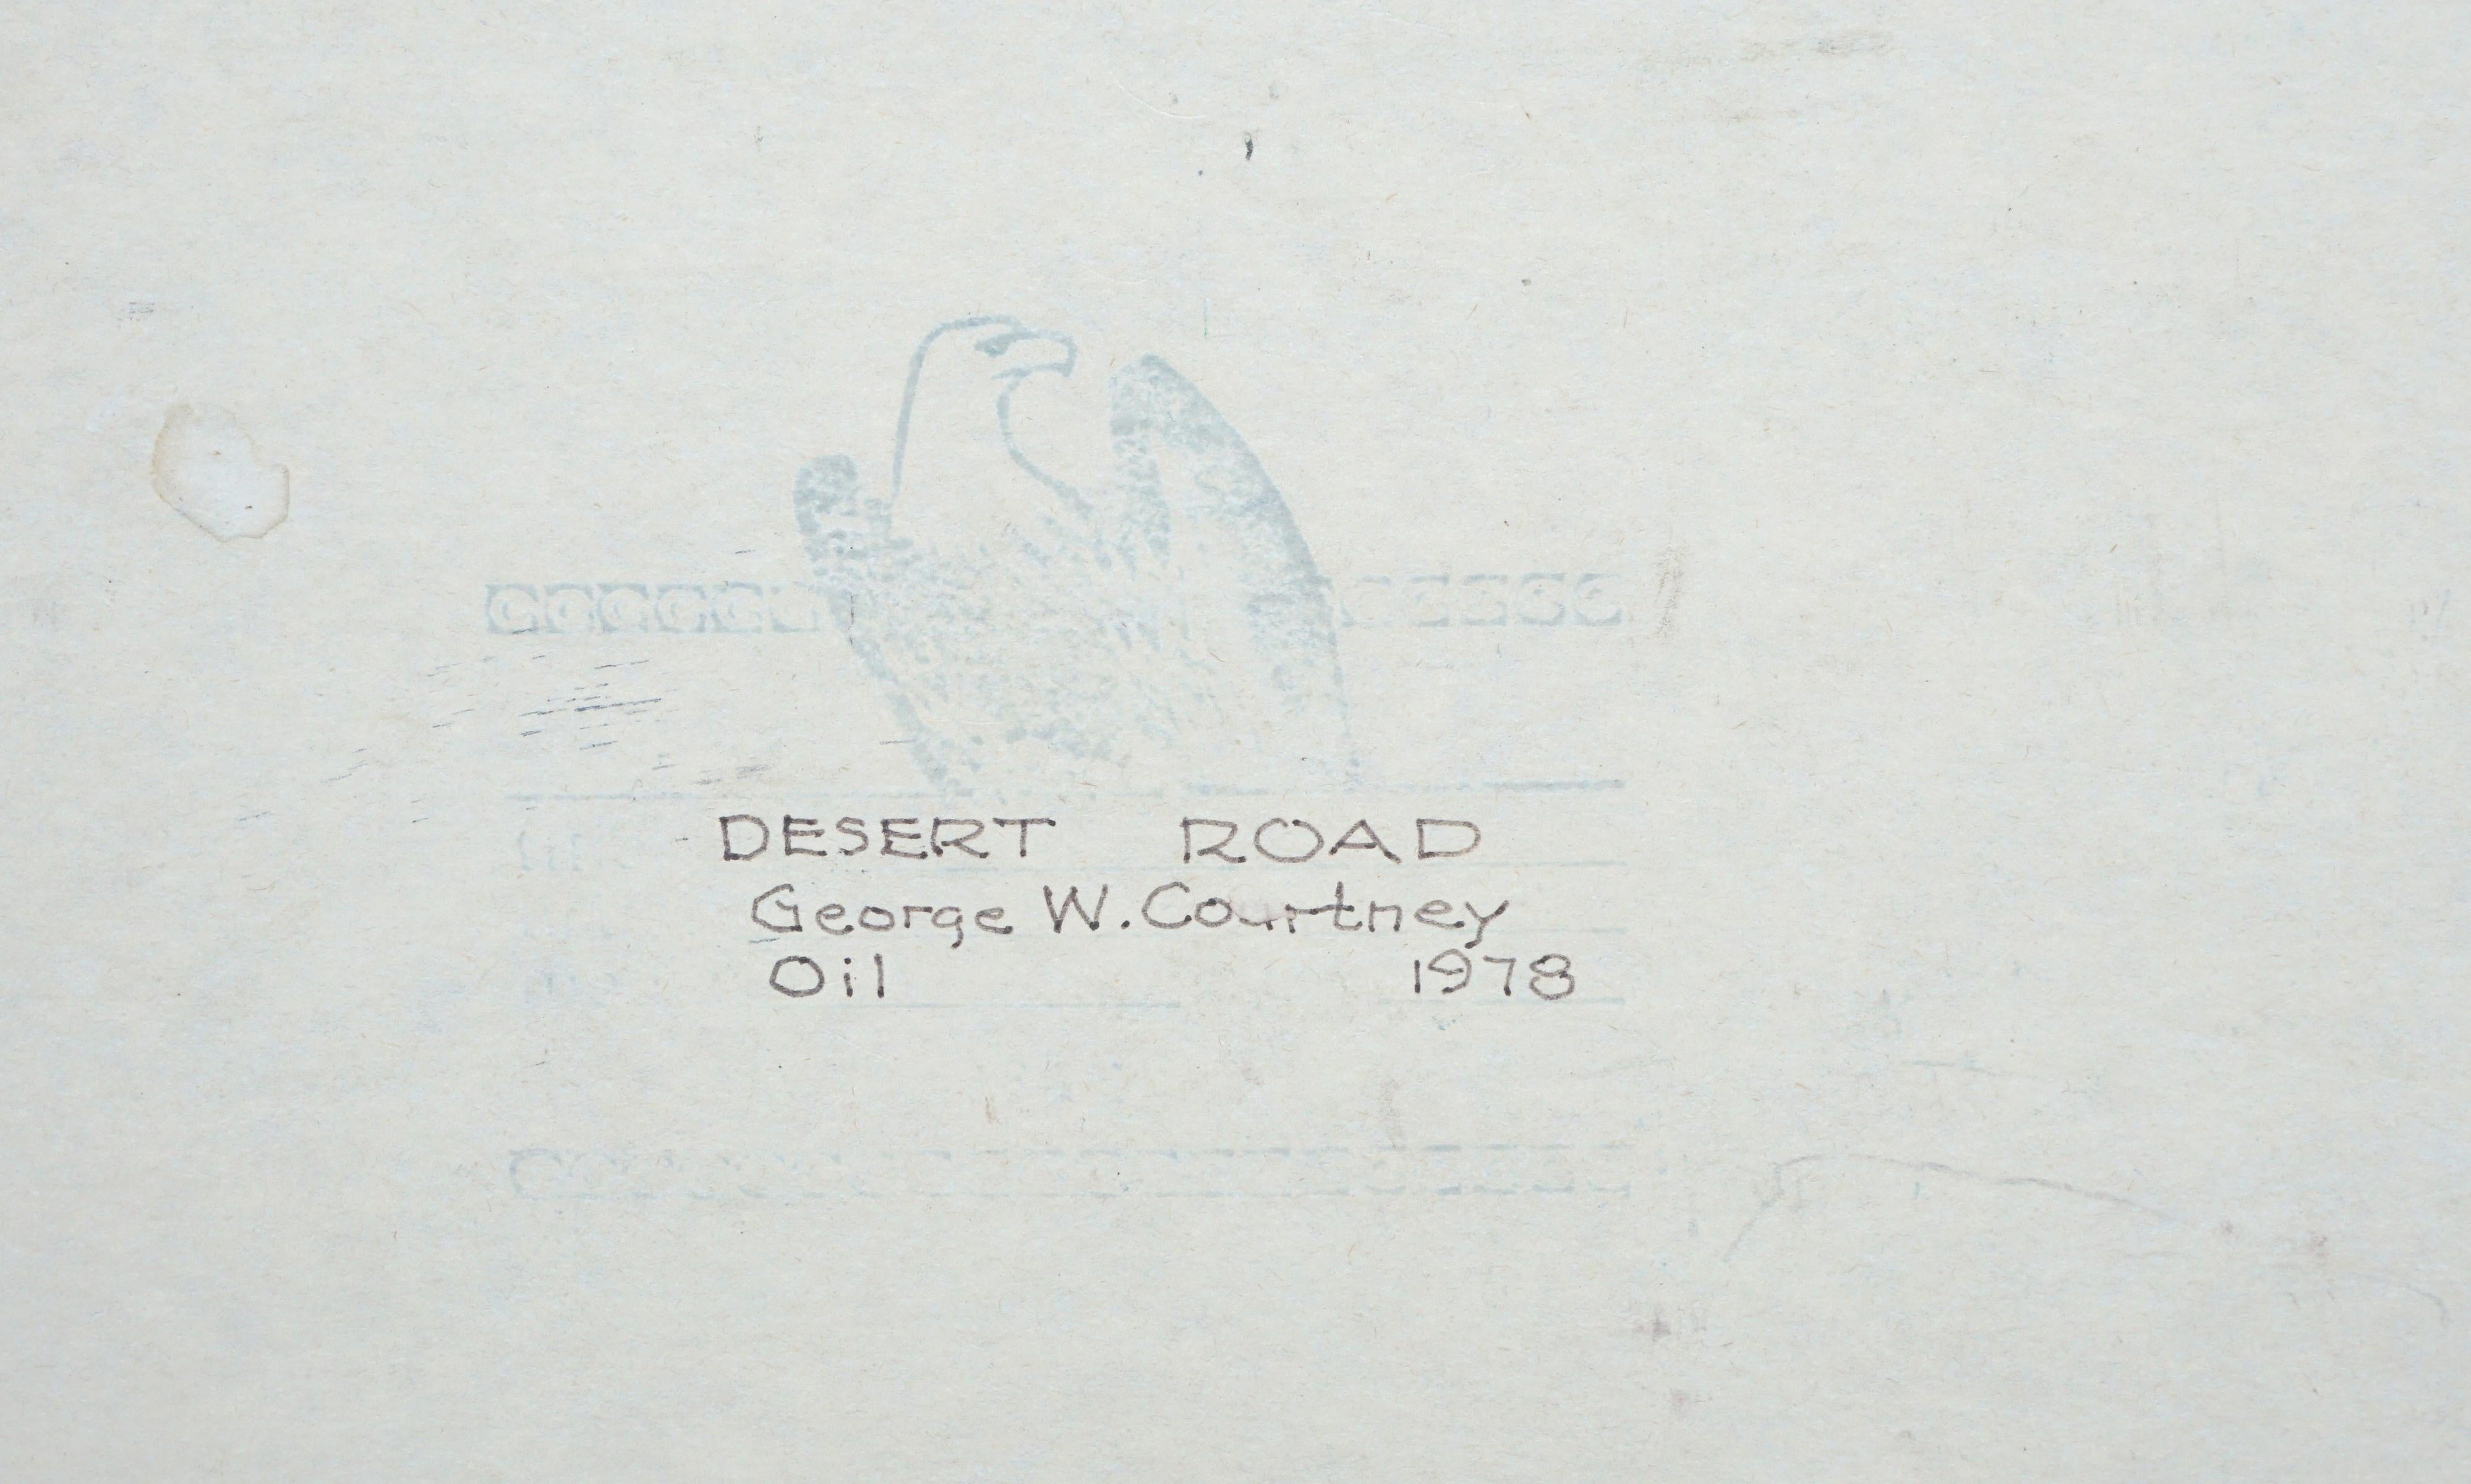 DESERT ROAD
George W. Courtney
Oil 1978